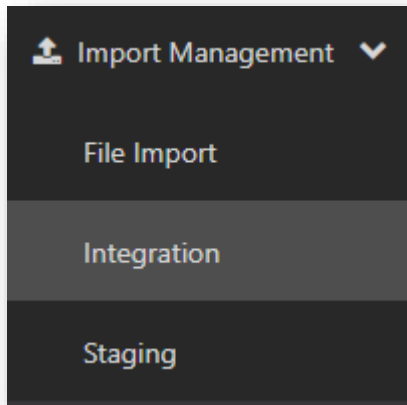 Import Management
File Import
Integration
Staging